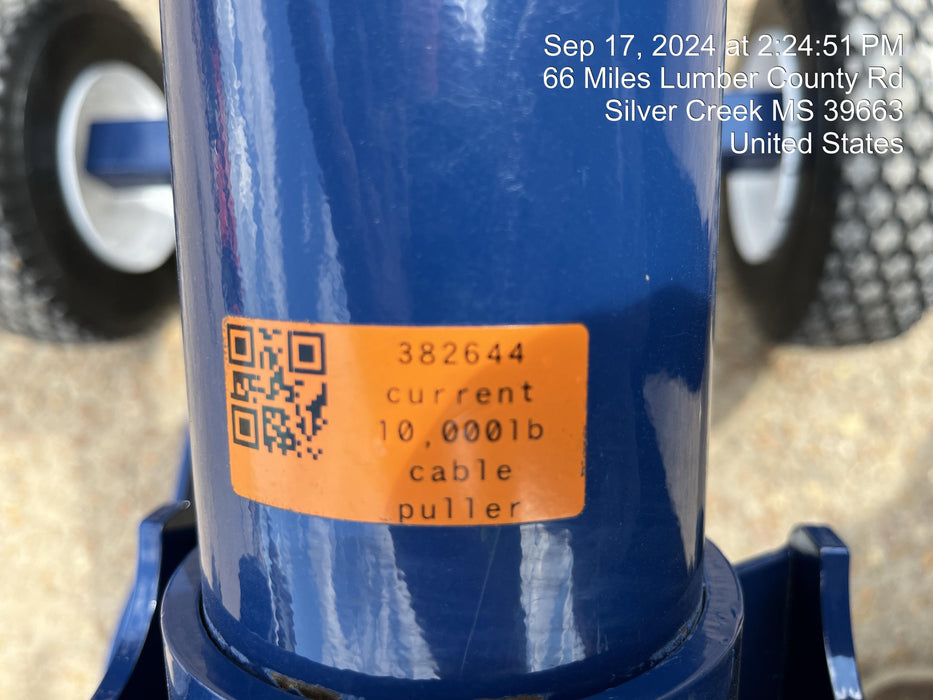 Sep 17, 2024 at 2:24:51 PM
66 Miles Lumber County Rd
Silver Creek MS 39663
United States
382644
current
10,000lb
cable
puller